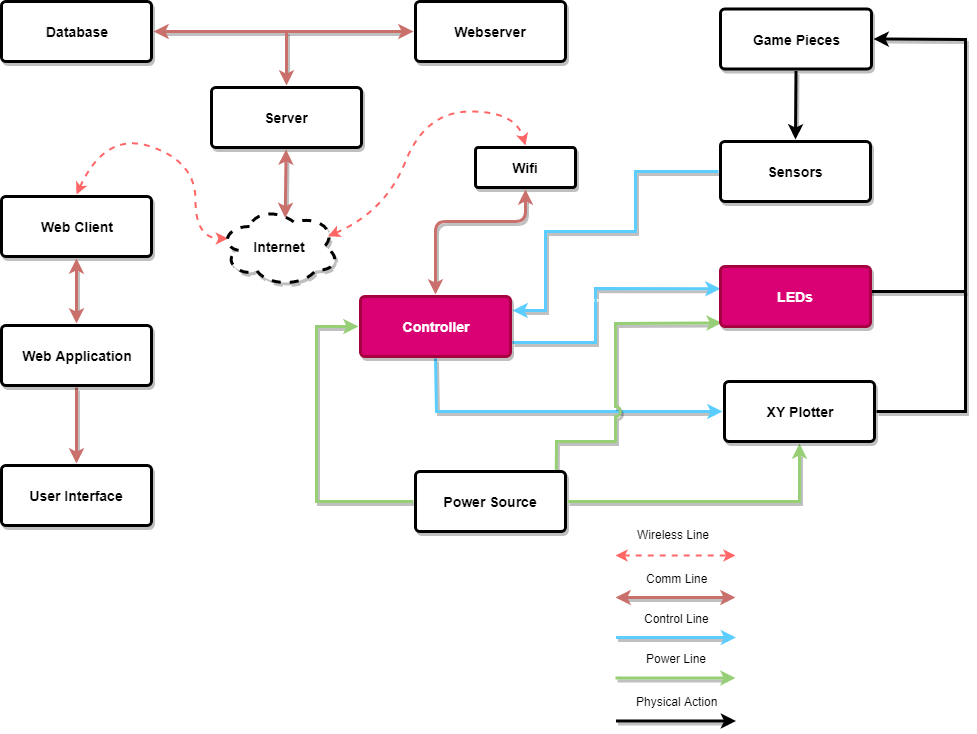 Database
Webserver
Game Pieces
Server
Wifi
Sensors
Web Client
Internet
LEDs
Controller
Web Application
XY Plotter
User Interface
Power Source
Wireless Line
Comm Line
Control Line
Power Line
Physical Action